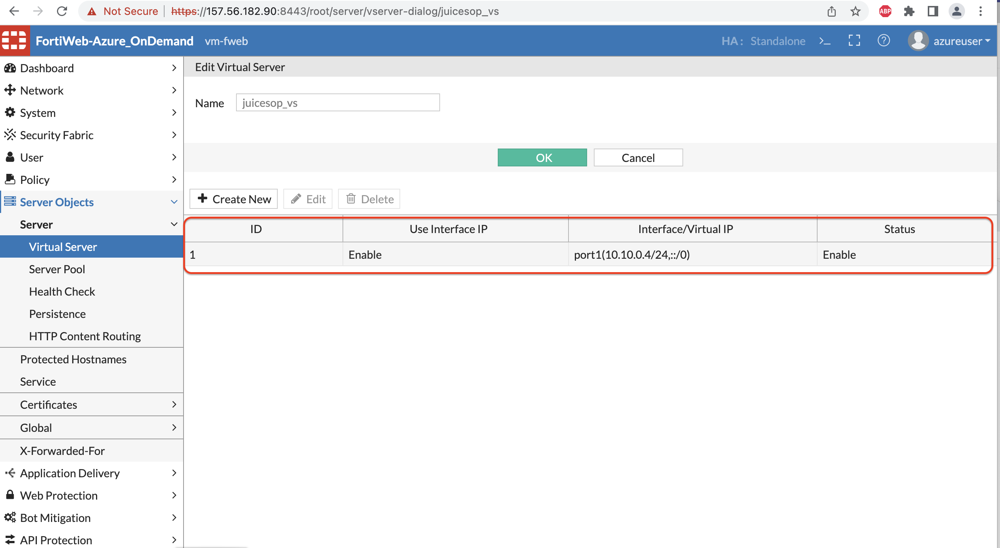 Not Secure | https://157.56.182.90:8443/root/server/vserver-dialog/juicesop_vs
ABP
FortiWeb-Azure_OnDemand vm-fweb HA: Standalone >_ azureuser
Dashboard
Network
System
Security Fabric
User
Policy
Server Objects
Server
Virtual Server
Server Pool
Health Check
Persistence
HTTP Content Routing
Protected Hostnames
Service
Certificates
Global
X-Forwarded-For
Application Delivery
Web Protection
Bot Mitigation
API Protection
Edit Virtual Server
Name juicesop_vs
OK Cancel
Create New Edit Delete
ID Use Interface IP Interface/Virtual IP Status
1 Enable port1(10.10.0.4/24,::/0) Enable